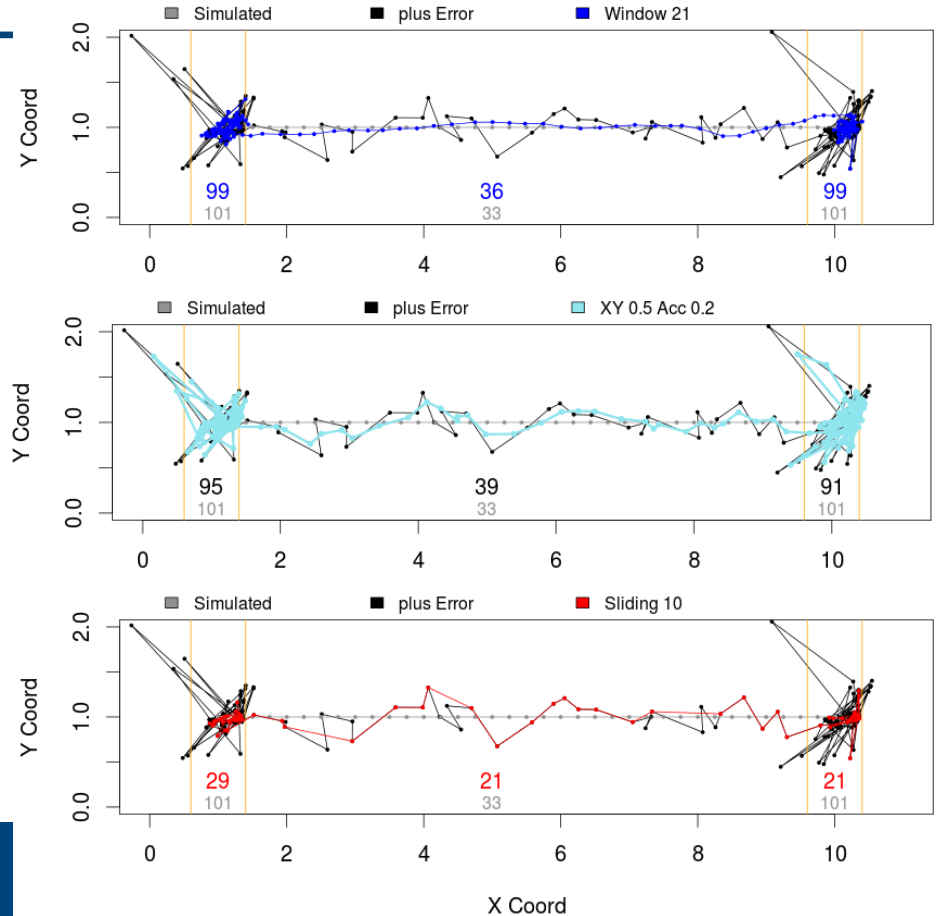 Simulated plus Error Window 21
Y Coord
2.0
1.0
0.0
99 36 99
101 33 101
0 2 4 6 8 10
Simulated plus Error XY 0.5 Acc 0.2
Y Coord
2.0
1.0
0.0
95 39 91
101 33 101
0 2 4 6 8 10
Simulated plus Error Sliding 10
Y Coord
2.0
1.0
0.0
29 21 21
101 33 101
0 2 4 6 8 10
X Coord